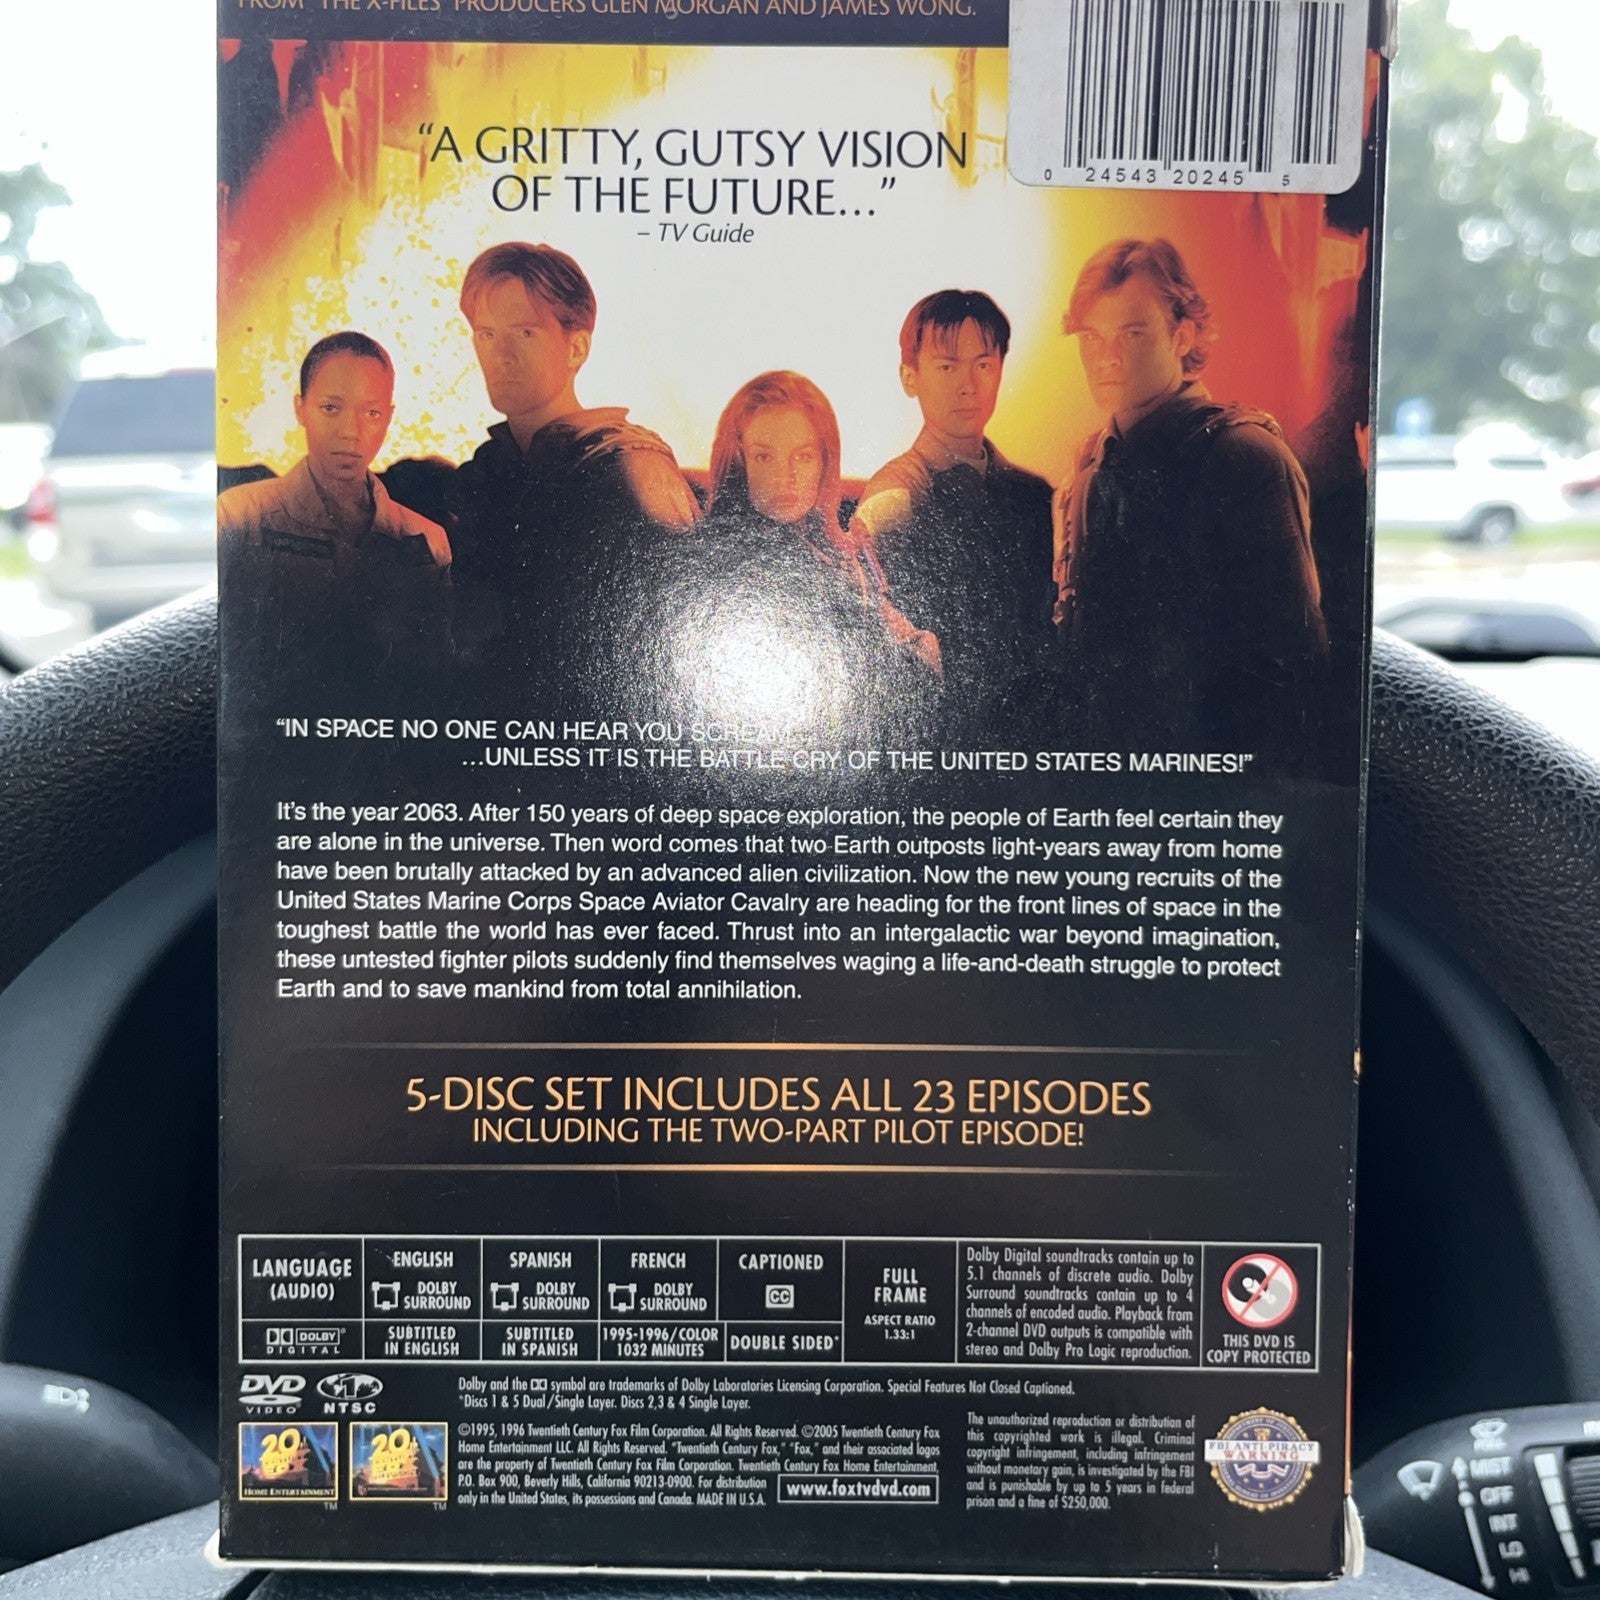 FROM "THE X-FILES" PRODUCERS GLEN MORGAN AND JAMES WONG.
0 24543 20245 5
"A GRITTY, GUTSY VISION
OF THE FUTURE..."
– TV Guide
"IN SPACE NO ONE CAN HEAR YOU SCREAM...
...UNLESS IT IS THE BATTLE CRY OF THE UNITED STATES MARINES!"
It's the year 2063. After 150 years of deep space exploration, the people of Earth feel certain they
are alone in the universe. Then word comes that two Earth outposts light-years away from home
have been brutally attacked by an advanced alien civilization. Now the new young recruits of the
United States Marine Corps Space Aviator Cavalry are heading for the front lines of space in the
toughest battle the world has ever faced. Thrust into an intergalactic war beyond imagination,
these untested fighter pilots suddenly find themselves waging a life-and-death struggle to protect
Earth and to save mankind from total annihilation.
5-DISC SET INCLUDES ALL 23 EPISODES
INCLUDING THE TWO-PART PILOT EPISODE!
LANGUAGE
(AUDIO)
DOLBY
DIGITAL
ENGLISH
DOLBY
SURROUND
SUBTITLED
IN ENGLISH
SPANISH
DOLBY
SURROUND
SUBTITLED
IN SPANISH
FRENCH
DOLBY
SURROUND
1995-1996/COLOR
1032 MINUTES
CAPTIONED
CC
DOUBLE SIDED*
FULL
FRAME
ASPECT RATIO
1.33:1
Dolby Digital soundtracks contain up to
5.1 channels of discrete audio. Dolby
Surround soundtracks contain up to 4
channels of encoded audio. Playback from
2-channel DVD outputs is compatible with
stereo and Dolby Pro Logic reproduction.
THIS DVD IS
COPY PROTECTED
DVD
VIDEO
1
NTSC
Dolby and the DD symbol are trademarks of Dolby Laboratories Licensing Corporation. Special Features Not Closed Captioned.
*Discs 1 & 5 Dual/Single Layer. Discs 2,3 & 4 Single Layer.
20
HOME ENTERTAINMENT
TM
20
TM
©1995, 1996 Twentieth Century Fox Film Corporation. All Rights Reserved. ©2005 Twentieth Century Fox
Home Entertainment LLC. All Rights Reserved. "Twentieth Century Fox," "Fox," and their associated logos
are the property of Twentieth Century Fox Film Corporation. Twentieth Century Fox Home Entertainment,
P.O. Box 900, Beverly Hills, California 90213-0900. For distribution
only in the United States, its possessions and Canada. MADE IN U.S.A.
www.foxtvdvd.com
The unauthorized reproduction or distribution of
this copyrighted work is illegal. Criminal
copyright infringement, including infringement
without monetary gain, is investigated by the FBI
and is punishable by up to 5 years in federal
prison and a fine of $250,000.
FBI ANTI-PIRACY
WARNING
MIST
OFF
INT
LO
HI